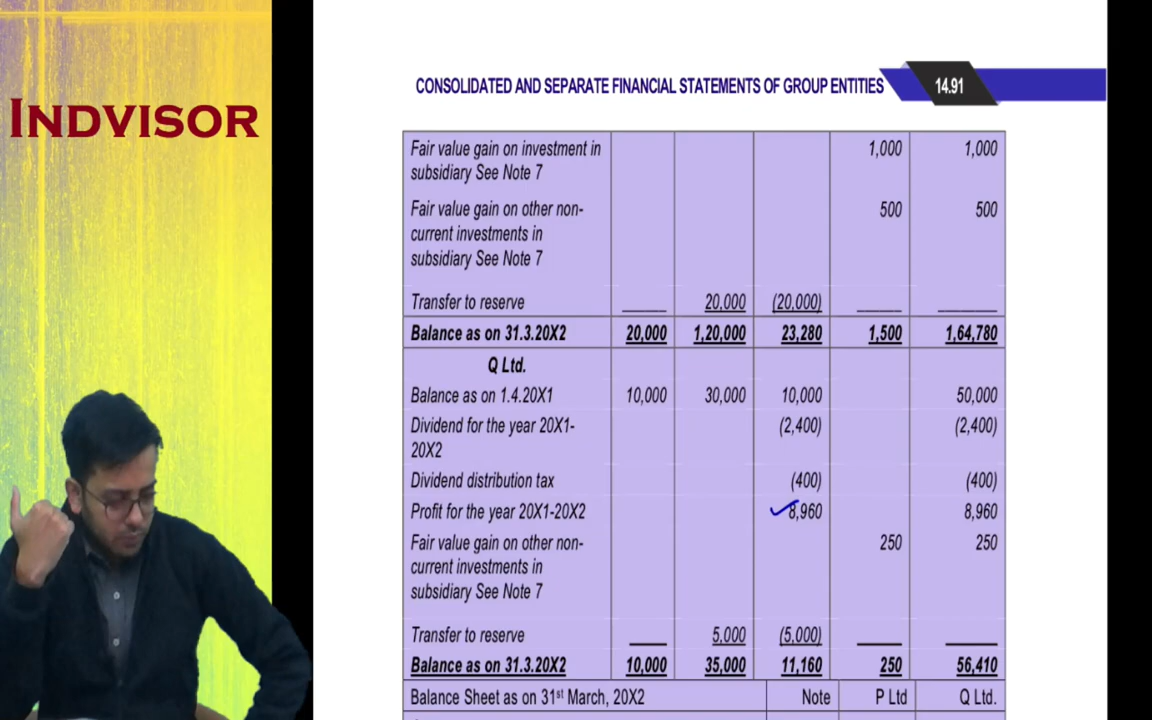 INDVISOR
CONSOLIDATED AND SEPARATE FINANCIAL STATEMENTS OF GROUP ENTITIES 14.91
Fair value gain on investment in 1,000 1,000
subsidiary See Note 7
Fair value gain on other non- 500 500
current investments in
subsidiary See Note 7
Transfer to reserve 20,000 (20,000)
Balance as on 31.3.20X2 20,000 1,20,000 23,280 1,500 1,64,780
Q Ltd.
Balance as on 1.4.20X1 10,000 30,000 10,000 50,000
Dividend for the year 20X1- (2,400) (2,400)
20X2
Dividend distribution tax (400) (400)
Profit for the year 20X1-20X2 8,960 8,960
Fair value gain on other non- 250 250
current investments in
subsidiary See Note 7
Transfer to reserve 5,000 (5,000)
Balance as on 31.3.20X2 10,000 35,000 11,160 250 56,410
Balance Sheet as on 31st March, 20X2 Note P Ltd Q Ltd.